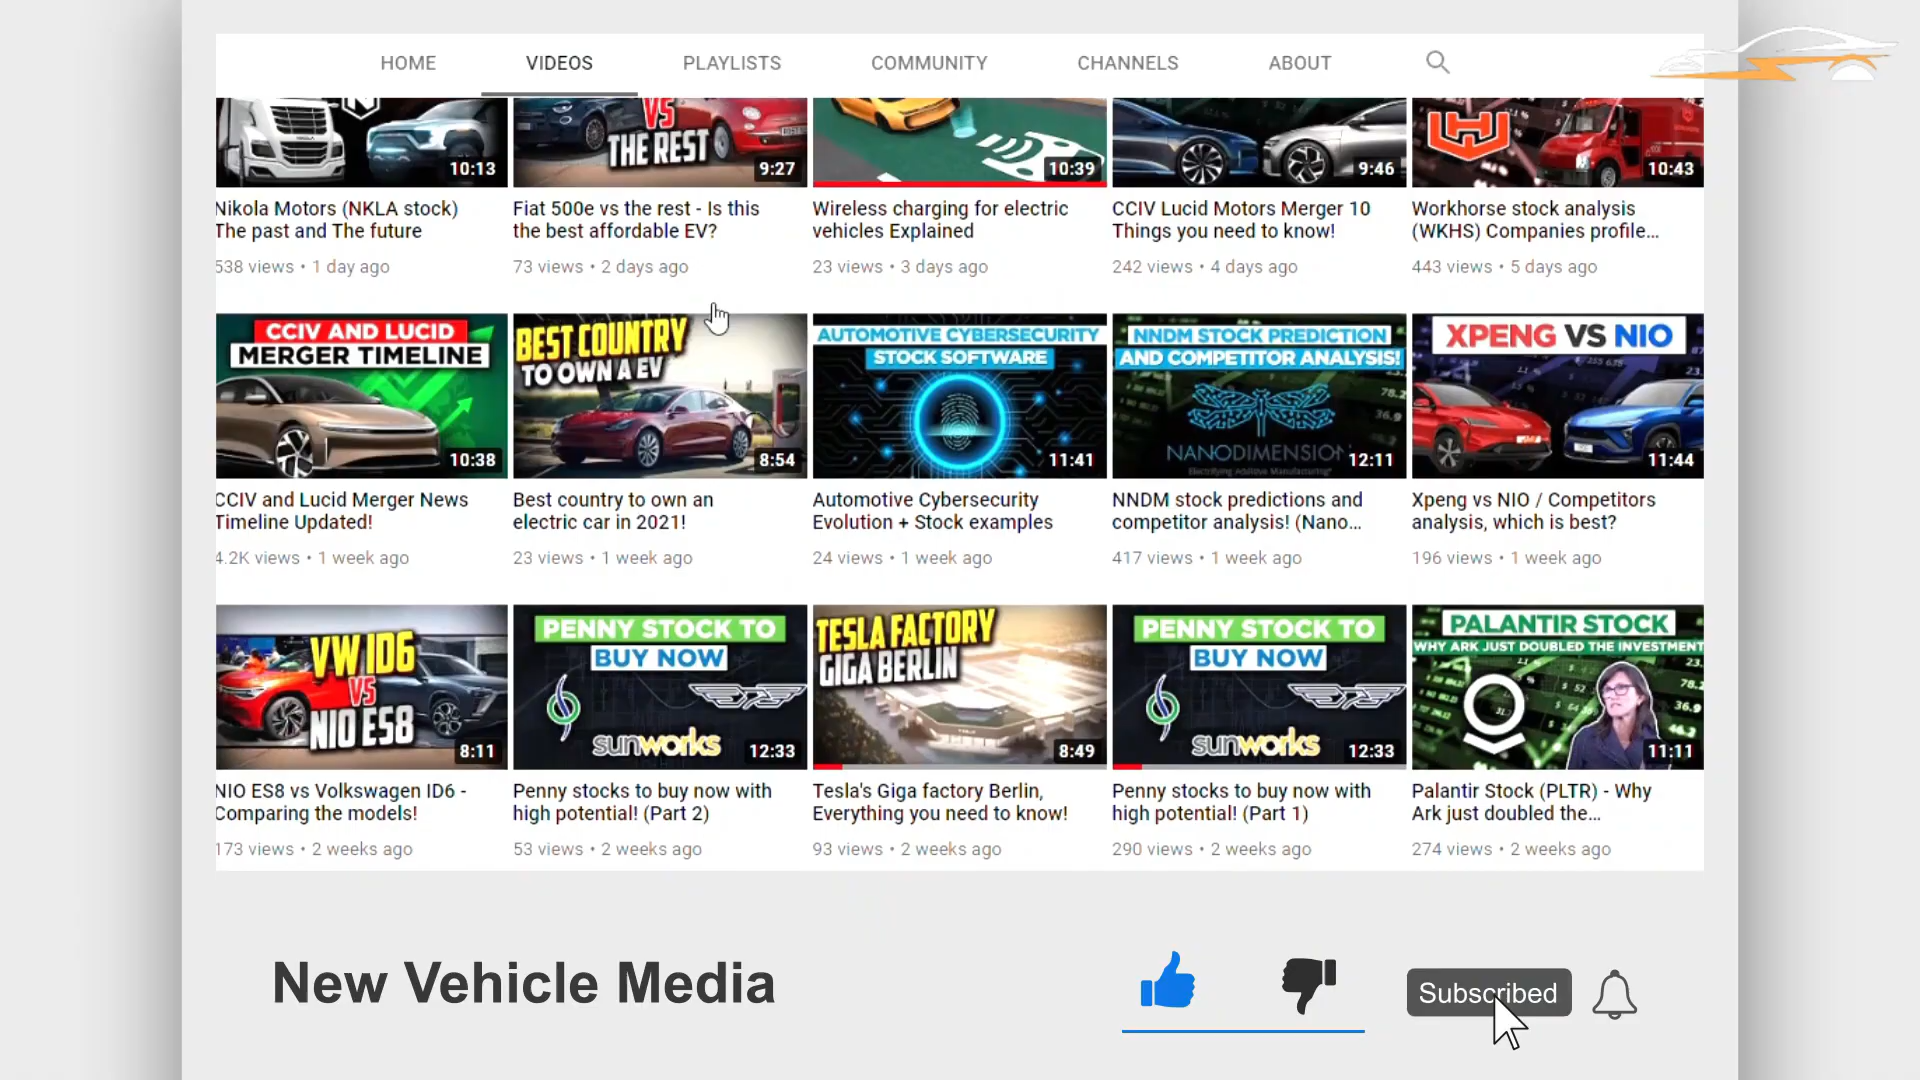 HOME VIDEOS PLAYLISTS COMMUNITY CHANNELS ABOUT
10:13
VS
THE REST
9:27
10:39
9:46
10:43
Nikola Motors (NKLA stock)
The past and The future
538 views • 1 day ago
Fiat 500e vs the rest - Is this
the best affordable EV?
73 views • 2 days ago
Wireless charging for electric
vehicles Explained
23 views • 3 days ago
CCIV Lucid Motors Merger 10
Things you need to know!
242 views • 4 days ago
Workhorse stock analysis
(WKHS) Companies profile...
443 views • 5 days ago
CCIV AND LUCID
MERGER TIMELINE
10:38
BEST COUNTRY
TO OWN A EV
8:54
AUTOMOTIVE CYBERSECURITY
STOCK SOFTWARE
11:41
NNDM STOCK PREDICTION
AND COMPETITOR ANALYSIS!
78.2
36.9
NANODIMENSION
Electrifying Additive Manufacturing
12:11
XPENG VS NIO
11:44
CCIV and Lucid Merger News
Timeline Updated!
4.2K views • 1 week ago
Best country to own an
electric car in 2021!
23 views • 1 week ago
Automotive Cybersecurity
Evolution + Stock examples
24 views • 1 week ago
NNDM stock predictions and
competitor analysis! (Nano...
417 views • 1 week ago
Xpeng vs NIO / Competitors
analysis, which is best?
196 views • 1 week ago
VW ID6
VS
NIO ES8
8:11
PENNY STOCK TO
BUY NOW
sunworks
12:33
TESLA FACTORY
GIGA BERLIN
8:49
PENNY STOCK TO
BUY NOW
sunworks
12:33
PALANTIR STOCK
WHY ARK JUST DOUBLED THE INVESTMENT
78.2
36.9
11:11
NIO ES8 vs Volkswagen ID6 -
Comparing the models!
173 views • 2 weeks ago
Penny stocks to buy now with
high potential! (Part 2)
53 views • 2 weeks ago
Tesla's Giga factory Berlin,
Everything you need to know!
93 views • 2 weeks ago
Penny stocks to buy now with
high potential! (Part 1)
290 views • 2 weeks ago
Palantir Stock (PLTR) - Why
Ark just doubled the...
274 views • 2 weeks ago
New Vehicle Media
Subscribed